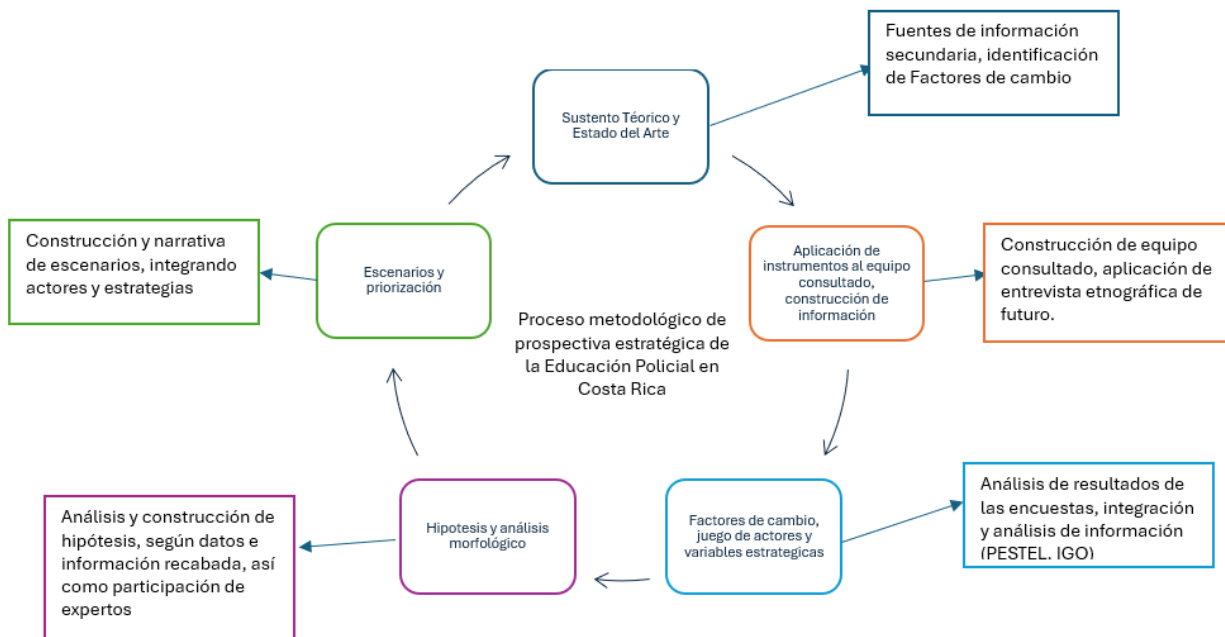 Fuentes de información
secundaria, identificación
de Factores de cambio
Sustento Téorico y
Estado del Arte
Construcción y narrativa
de escenarios, integrando
actores y estrategias
Escenarios y
priorización
Aplicación de
instrumentos al equipo
consultado,
construcción de
información
Construcción de equipo
consultado, aplicación de
entrevista etnográfica de
futuro.
Proceso metodológico de
prospectiva estratégica de
la Educación Policial en
Costa Rica
Análisis y construcción de
hipótesis, según datos e
información recabada, así
como participación de
expertos
Hipotesis y análisis
morfológico
Factores de cambio,
juego de actores y
variables estrategicas
Análisis de resultados de
las encuestas, integración
y análisis de información
(PESTEL. IGO)